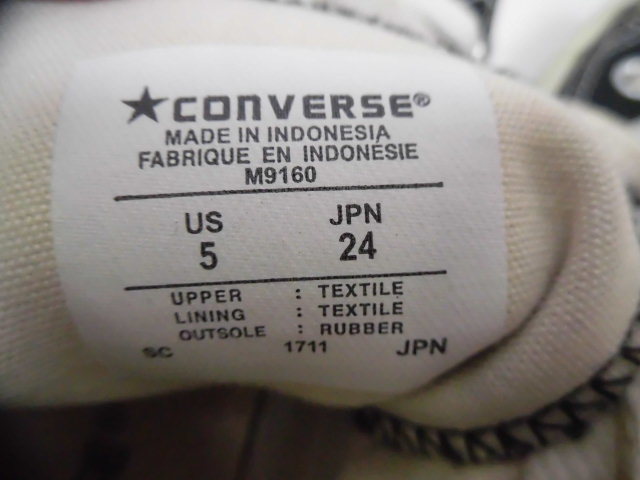 ★CONVERSE®
MADE IN INDONESIA
FABRIQUE EN INDONÉSIE
M9160
US JPN
5 24
UPPER : TEXTILE
LINING : TEXTILE
OUTSOLE : RUBBER
SC 1711 JPN